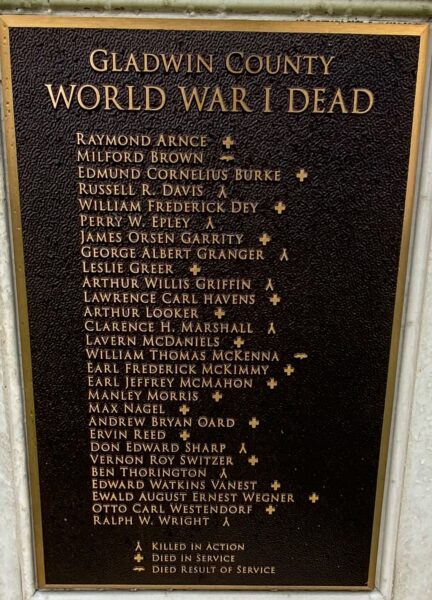 GLADWIN COUNTY
WORLD WAR I DEAD
RAYMOND ARNCE ✚
MILFORD BROWN ⁓
EDMUND CORNELIUS BURKE ✚
RUSSELL R. DAVIS ⅄
WILLIAM FREDERICK DEY ✚
PERRY W. EPLEY ⅄
JAMES ORSEN GARRITY ✚
GEORGE ALBERT GRANGER ⅄
LESLIE GREER ✚
ARTHUR WILLIS GRIFFIN ⅄
LAWRENCE CARL HAVENS ✚
ARTHUR LOOKER ✚
CLARENCE H. MARSHALL ⅄
LAVERN MCDANIELS ✚
WILLIAM THOMAS MCKENNA ⁓
EARL FREDERICK MCKIMMY ✚
EARL JEFFREY MCMAHON ✚
MANLEY MORRIS ✚
MAX NAGEL ✚
ANDREW BRYAN OARD ✚
ERVIN REED ✚
DON EDWARD SHARP ⅄
VERNON ROY SWITZER ✚
BEN THORINGTON ⅄
EDWARD WATKINS VANEST ✚
EWALD AUGUST ERNEST WEGNER ✚
OTTO CARL WESTENDORF ✚
RALPH W. WRIGHT ⅄
⅄ KILLED IN ACTION
✚ DIED IN SERVICE
⁓ DIED RESULT OF SERVICE